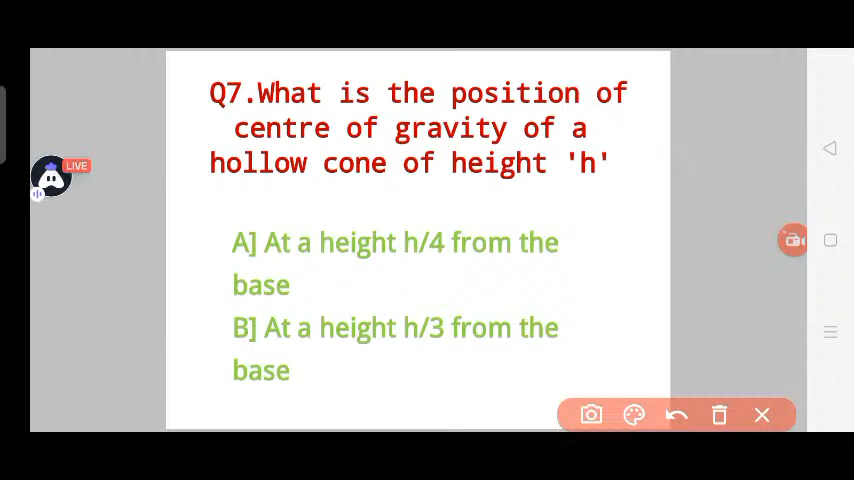 Q7.What is the position of
centre of gravity of a
hollow cone of height 'h'
LIVE
A] At a height h/4 from the
base
B] At a height h/3 from the
base